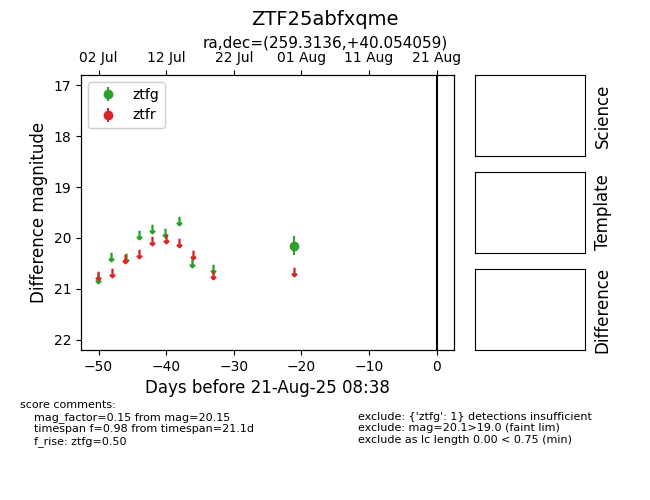 ZTF25abfxqme
ra,dec=(259.3136,+40.054059)
02 Jul 12 Jul 22 Jul 01 Aug 11 Aug 21 Aug
ztfg
ztfr
17
18
19
20
21
22
Difference magnitude
−50 −40 −30 −20 −10 0
Days before 21-Aug-25 08:38
Science
Template
Difference
score comments:
mag_factor=0.15 from mag=20.15
timespan f=0.98 from timespan=21.1d
f_rise: ztfg=0.50
exclude: {'ztfg': 1} detections insufficient
exclude: mag=20.1>19.0 (faint lim)
exclude as lc length 0.00 < 0.75 (min)